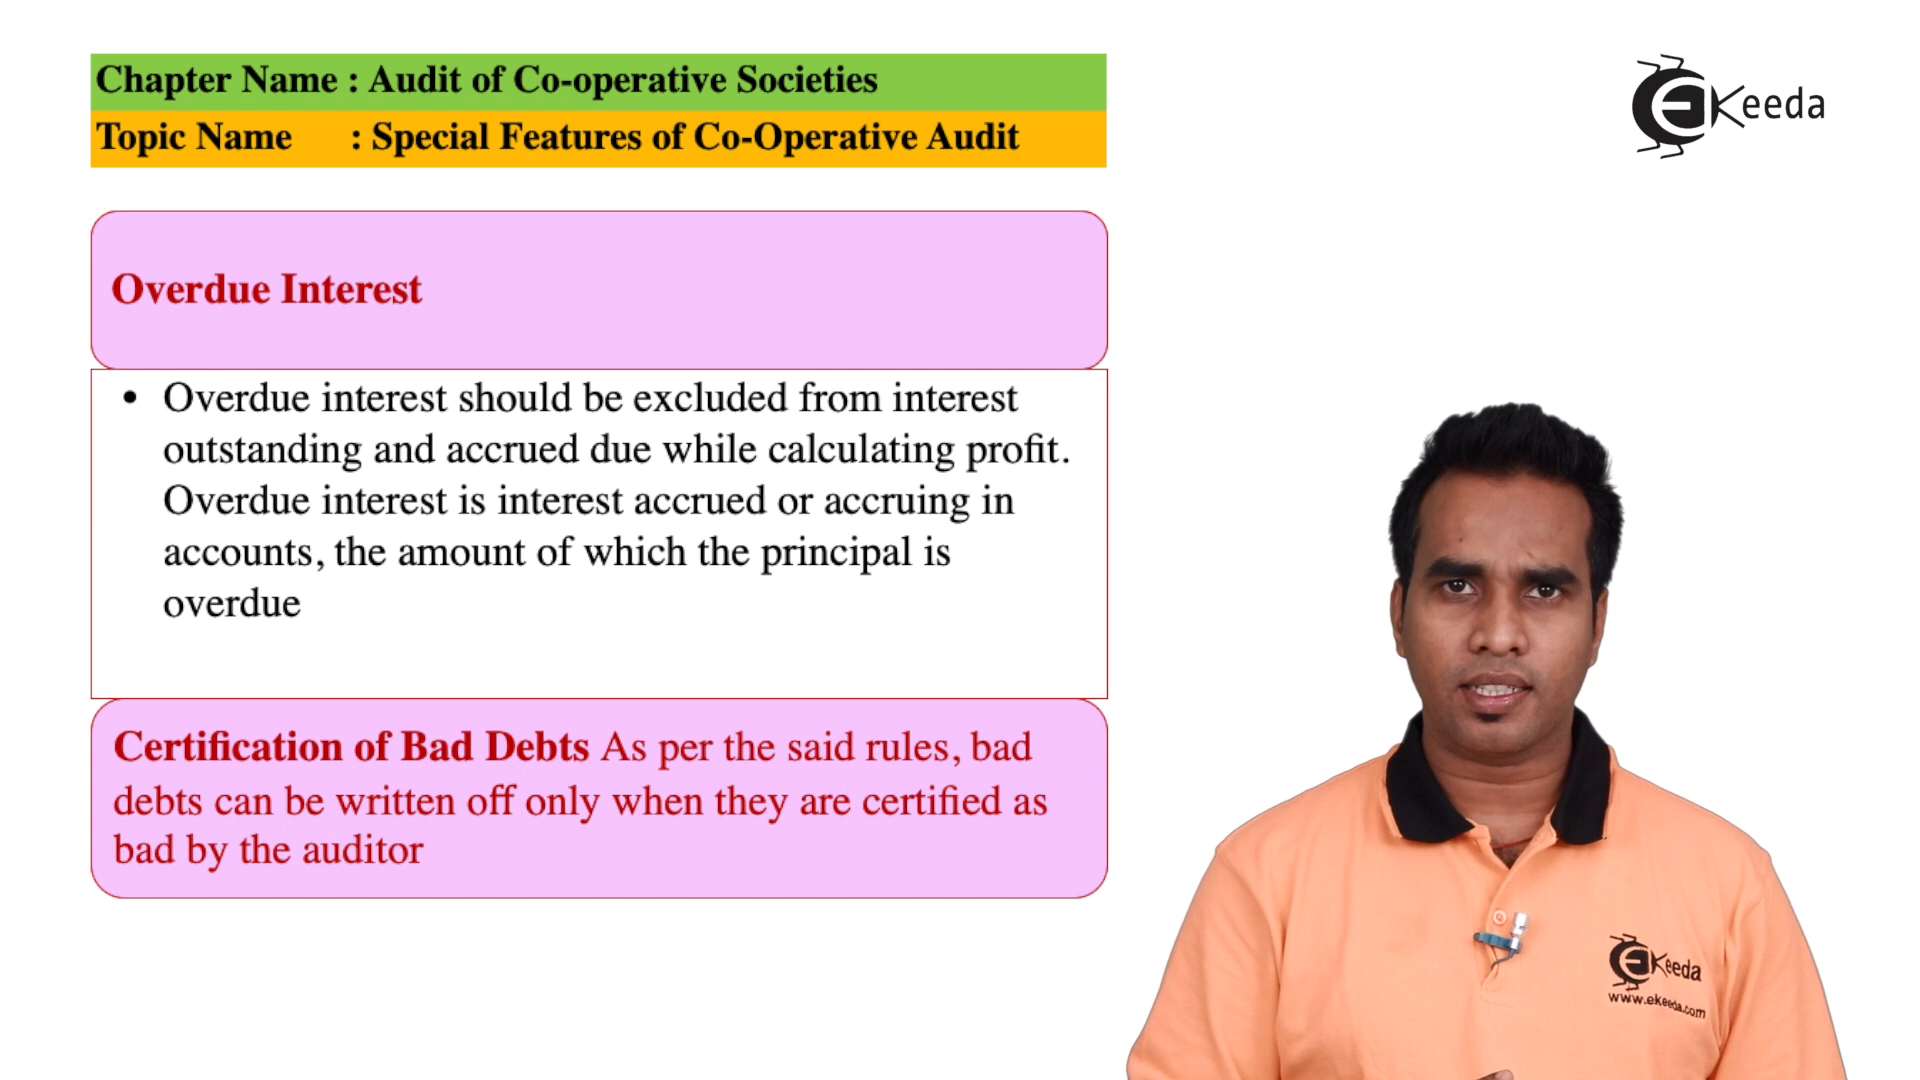 Chapter Name : Audit of Co-operative Societies
Topic Name : Special Features of Co-Operative Audit
EKeeda
Overdue Interest
• Overdue interest should be excluded from interest
outstanding and accrued due while calculating profit.
Overdue interest is interest accrued or accruing in
accounts, the amount of which the principal is
overdue
Certification of Bad Debts As per the said rules, bad
debts can be written off only when they are certified as
bad by the auditor
EKeeda
www.ekeeda.com